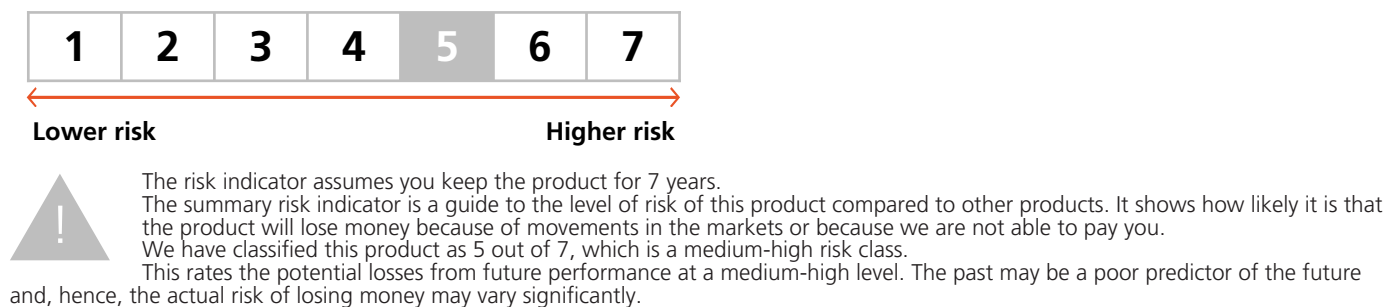 1 2 3 4 5 6 7
Lower risk Higher risk
!
The risk indicator assumes you keep the product for 7 years.
The summary risk indicator is a guide to the level of risk of this product compared to other products. It shows how likely it is that
the product will lose money because of movements in the markets or because we are not able to pay you.
We have classified this product as 5 out of 7, which is a medium-high risk class.
This rates the potential losses from future performance at a medium-high level. The past may be a poor predictor of the future
and, hence, the actual risk of losing money may vary significantly.